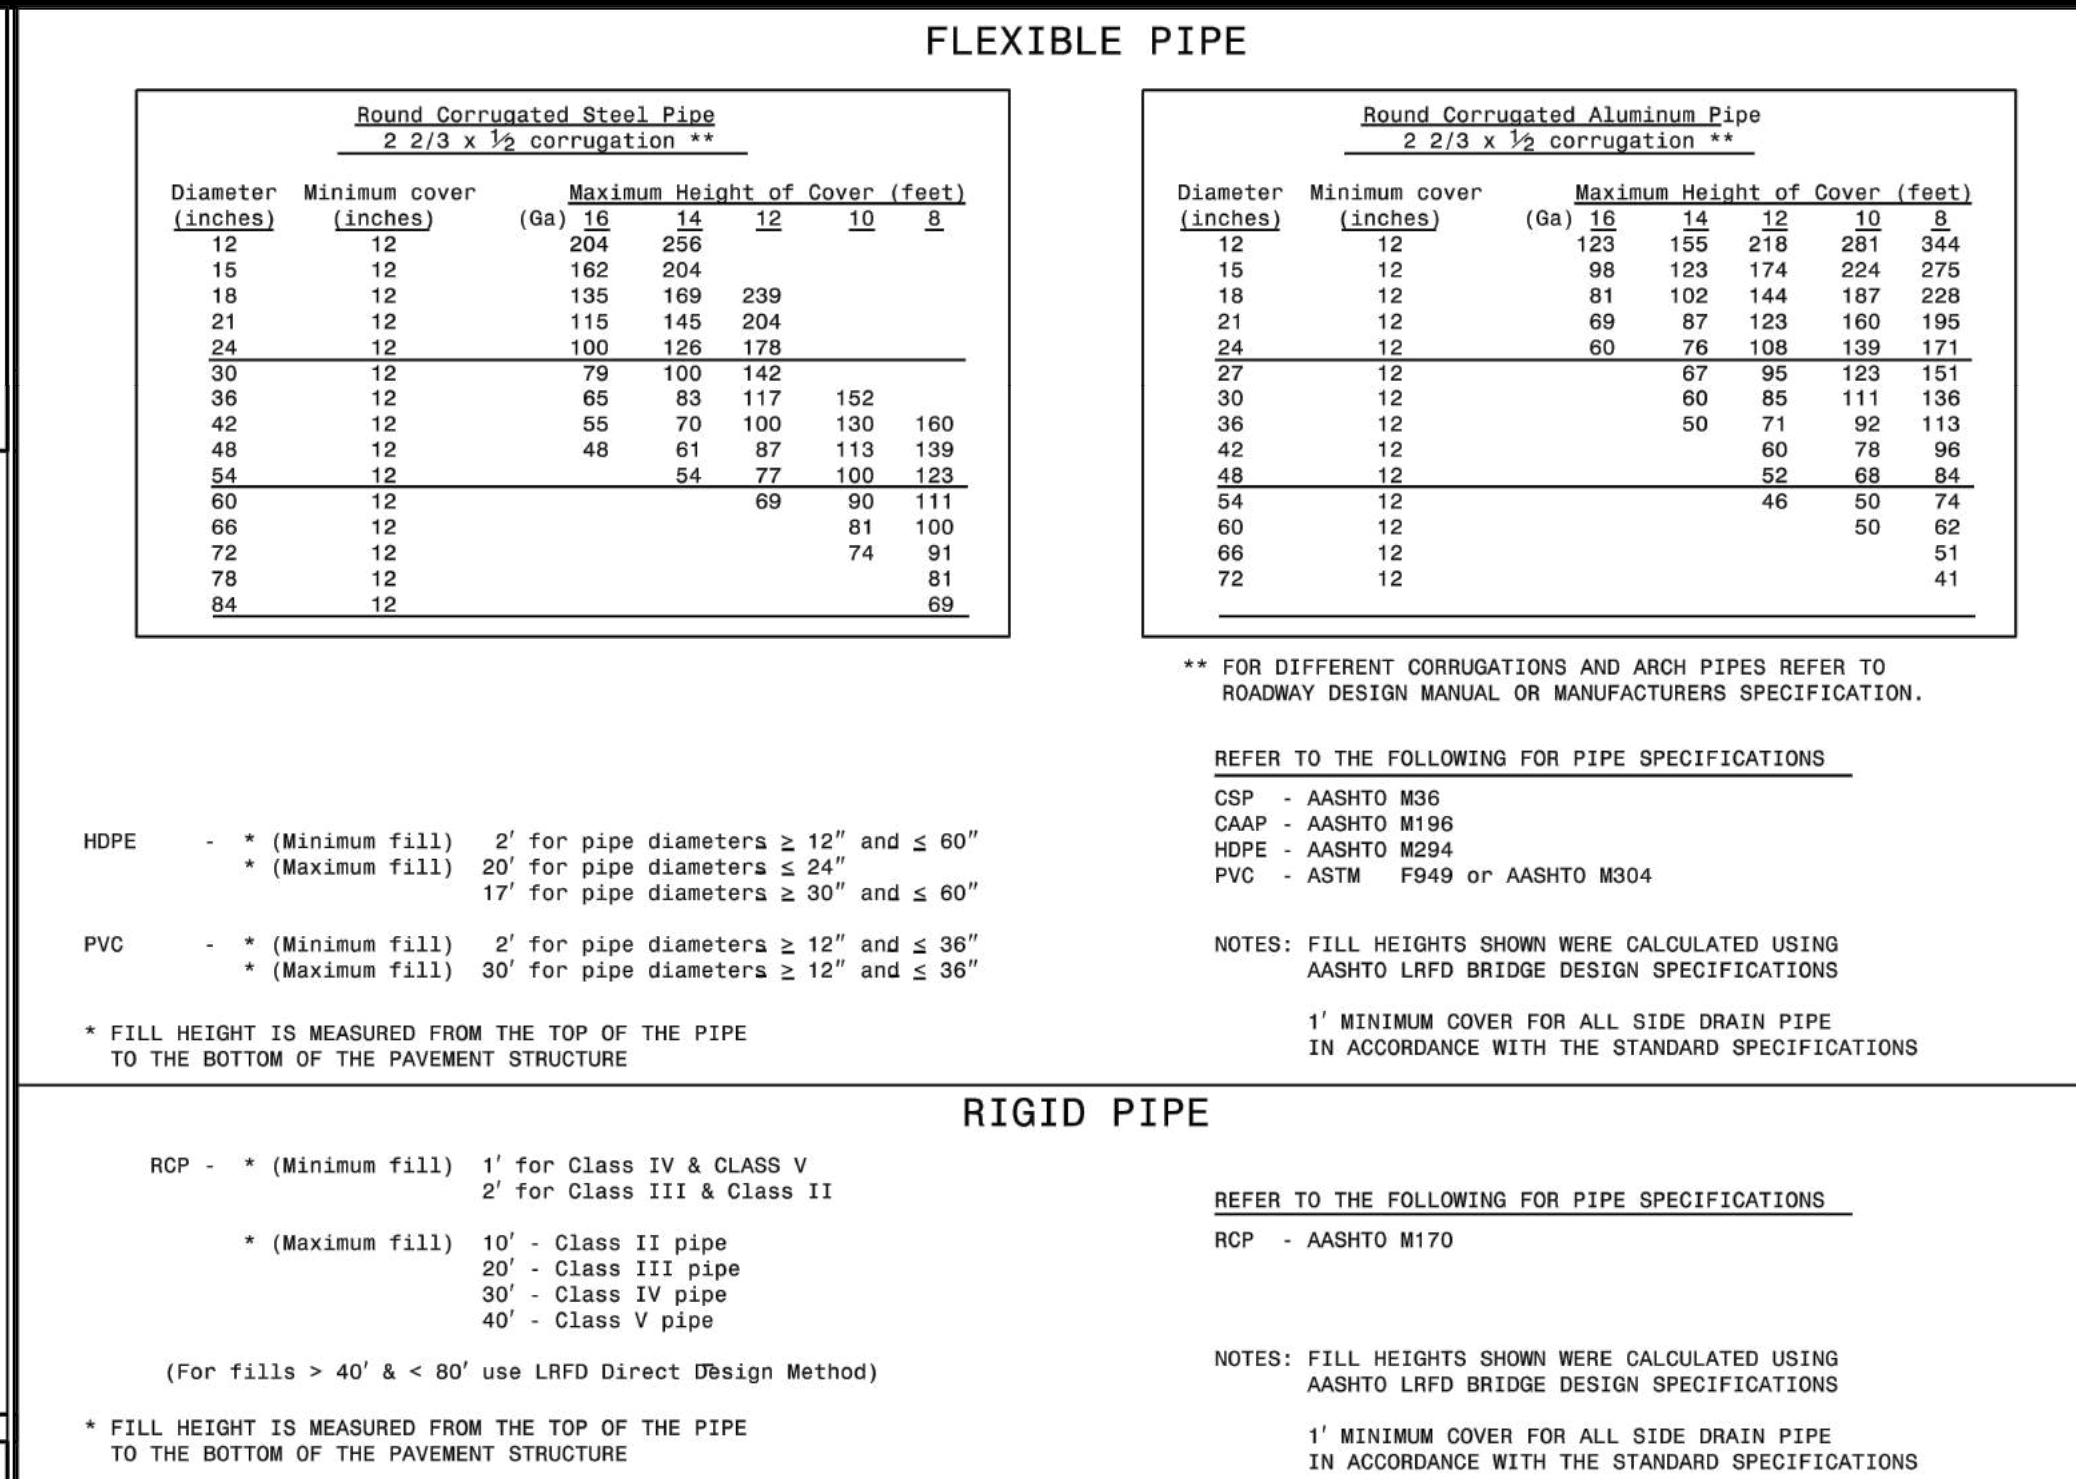 FLEXIBLE PIPE
Round Corrugated Steel Pipe
2 2/3 x ½ corrugation **
Diameter Minimum cover Maximum Height of Cover (feet)
(inches) (inches) (Ga) 16 14 12 10 8
12 12 204 256
15 12 162 204
18 12 135 169 239
21 12 115 145 204
24 12 100 126 178
30 12 79 100 142
36 12 65 83 117 152
42 12 55 70 100 130 160
48 12 48 61 87 113 139
54 12 54 77 100 123
60 12 69 90 111
66 12 81 100
72 12 74 91
78 12 81
84 12 69
Round Corrugated Aluminum Pipe
2 2/3 x ½ corrugation **
Diameter Minimum cover Maximum Height of Cover (feet)
(inches) (inches) (Ga) 16 14 12 10 8
12 12 123 155 218 281 344
15 12 98 123 174 224 275
18 12 81 102 144 187 228
21 12 69 87 123 160 195
24 12 60 76 108 139 171
27 12 67 95 123 151
30 12 60 85 111 136
36 12 50 71 92 113
42 12 60 78 96
48 12 52 68 84
54 12 46 50 74
60 12 50 62
66 12 51
72 12 41
** FOR DIFFERENT CORRUGATIONS AND ARCH PIPES REFER TO
ROADWAY DESIGN MANUAL OR MANUFACTURERS SPECIFICATION.
HDPE - * (Minimum fill) 2' for pipe diameters ≥ 12" and ≤ 60"
* (Maximum fill) 20' for pipe diameters ≤ 24"
17' for pipe diameters ≥ 30" and ≤ 60"
PVC - * (Minimum fill) 2' for pipe diameters ≥ 12" and ≤ 36"
* (Maximum fill) 30' for pipe diameters ≥ 12" and ≤ 36"
* FILL HEIGHT IS MEASURED FROM THE TOP OF THE PIPE
TO THE BOTTOM OF THE PAVEMENT STRUCTURE
REFER TO THE FOLLOWING FOR PIPE SPECIFICATIONS
CSP - AASHTO M36
CAAP - AASHTO M196
HDPE - AASHTO M294
PVC - ASTM F949 or AASHTO M304
NOTES: FILL HEIGHTS SHOWN WERE CALCULATED USING
AASHTO LRFD BRIDGE DESIGN SPECIFICATIONS
1' MINIMUM COVER FOR ALL SIDE DRAIN PIPE
IN ACCORDANCE WITH THE STANDARD SPECIFICATIONS
RIGID PIPE
RCP - * (Minimum fill) 1' for Class IV & CLASS V
2' for Class III & Class II
* (Maximum fill) 10' - Class II pipe
20' - Class III pipe
30' - Class IV pipe
40' - Class V pipe
(For fills > 40' & < 80' use LRFD Direct Design Method)
* FILL HEIGHT IS MEASURED FROM THE TOP OF THE PIPE
TO THE BOTTOM OF THE PAVEMENT STRUCTURE
REFER TO THE FOLLOWING FOR PIPE SPECIFICATIONS
RCP - AASHTO M170
NOTES: FILL HEIGHTS SHOWN WERE CALCULATED USING
AASHTO LRFD BRIDGE DESIGN SPECIFICATIONS
1' MINIMUM COVER FOR ALL SIDE DRAIN PIPE
IN ACCORDANCE WITH THE STANDARD SPECIFICATIONS